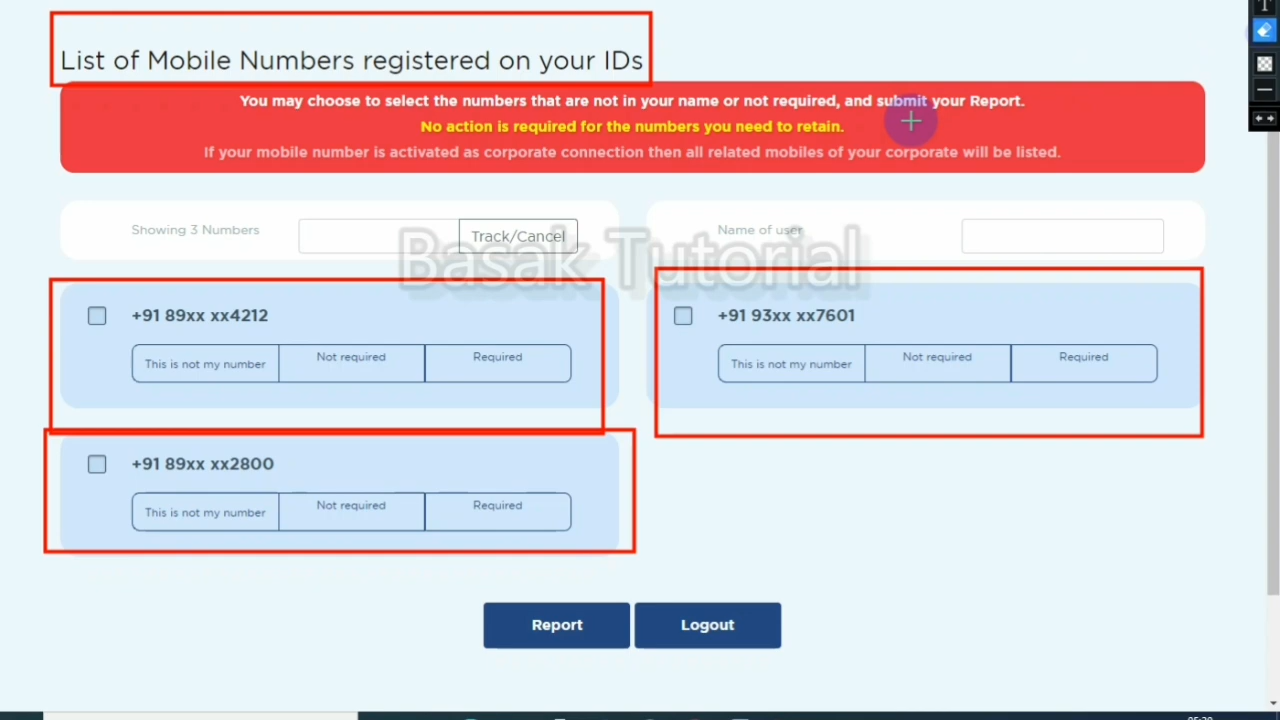 List of Mobile Numbers registered on your IDs
You may choose to select the numbers that are not in your name or not required, and submit your Report.
No action is required for the numbers you need to retain.
If your mobile number is activated as corporate connection then all related mobiles of your corporate will be listed.
Showing 3 Numbers
Track/Cancel
Name of user
Basak Tutorial
+91 89xx xx4212
This is not my number
Not required
Required
+91 93xx xx7601
This is not my number
Not required
Required
+91 89xx xx2800
This is not my number
Not required
Required
Report
Logout